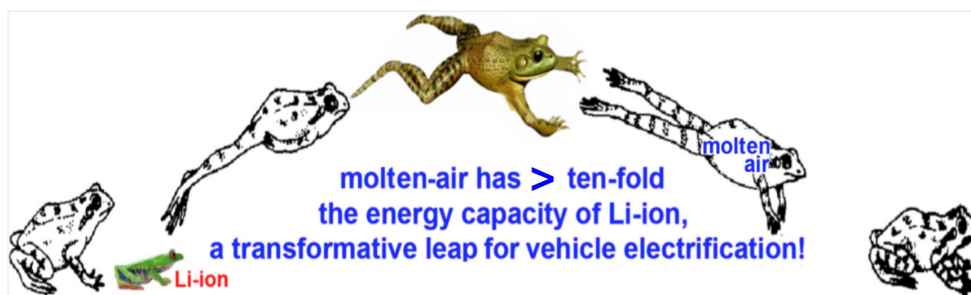 molten
air
molten-air has > ten-fold
the energy capacity of Li-ion,
a transformative leap for vehicle electrification!
Li-ion